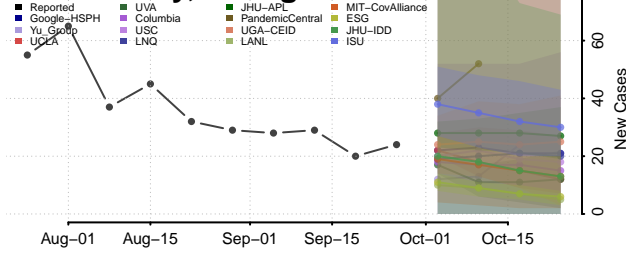 Reported UVA JHU−APL MIT−CovAlliance
Google−HSPH Columbia PandemicCentral ESG
Yu_Group USC UGA−CEID JHU−IDD
UCLA LNQ LANL ISU
60
40
20
0
New Cases
Aug−01 Aug−15 Sep−01 Sep−15 Oct−01 Oct−15